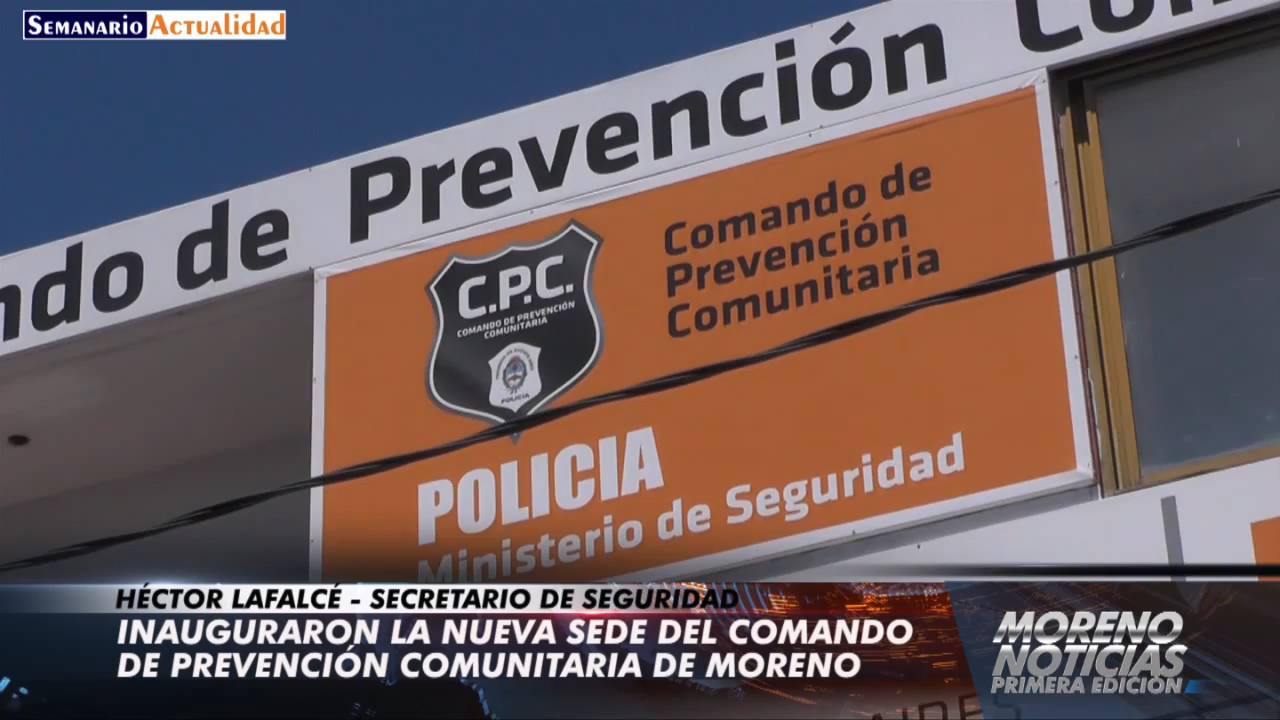 SEMANARIO ACTUALIDAD
de Prevención
Comando de
Prevención
Comunitaria
C.P.C.
COMANDO DE PREVENCIÓN
COMUNITARIA
POLICIA
POLICIA
Ministerio de Seguridad
HÉCTOR LAFALCÉ - SECRETARIO DE SEGURIDAD
INAUGURARON LA NUEVA SEDE DEL COMANDO
DE PREVENCIÓN COMUNITARIA DE MORENO
MORENO
NOTICIAS
PRIMERA EDICIÓN